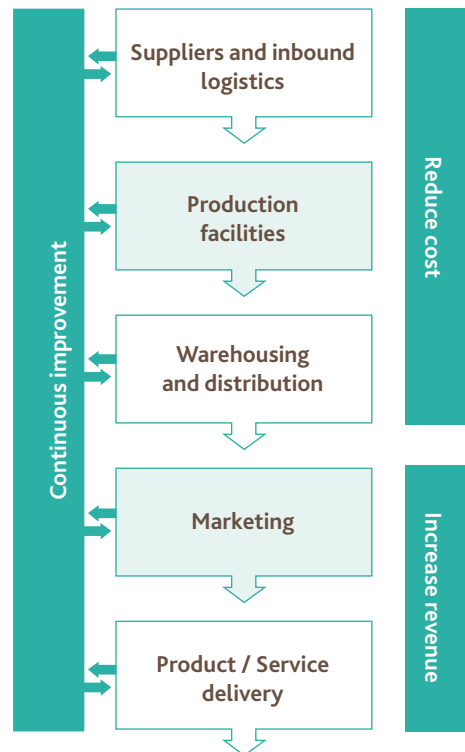 Continuous improvement
Suppliers and inbound
logistics
Production
facilities
Warehousing
and distribution
Marketing
Product / Service
delivery
Reduce cost
Increase revenue